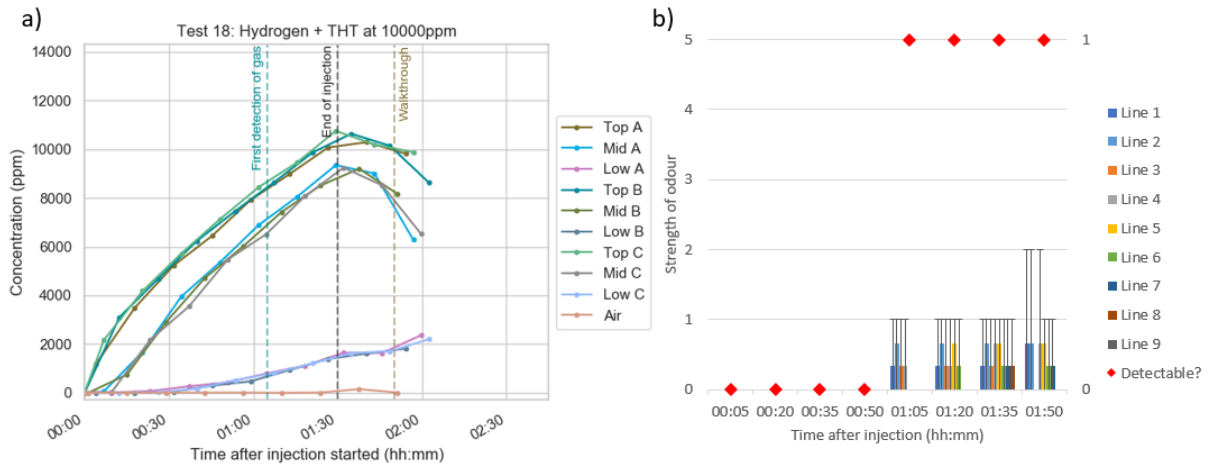 a)
Test 18: Hydrogen + THT at 10000ppm
14000
12000
10000
8000
6000
4000
2000
0
Concentration (ppm)
First detection of gas
End of injection
Walkthrough
00:00
00:30
01:00
01:30
02:00
02:30
Time after injection started (hh:mm)
Top A
Mid A
Low A
Top B
Mid B
Low B
Top C
Mid C
Low C
Air
b)
5
4
3
2
1
0
Strength of odour
1
0
00:05 00:20 00:35 00:50 01:05 01:20 01:35 01:50
Time after injection (hh:mm)
Line 1
Line 2
Line 3
Line 4
Line 5
Line 6
Line 7
Line 8
Line 9
Detectable?